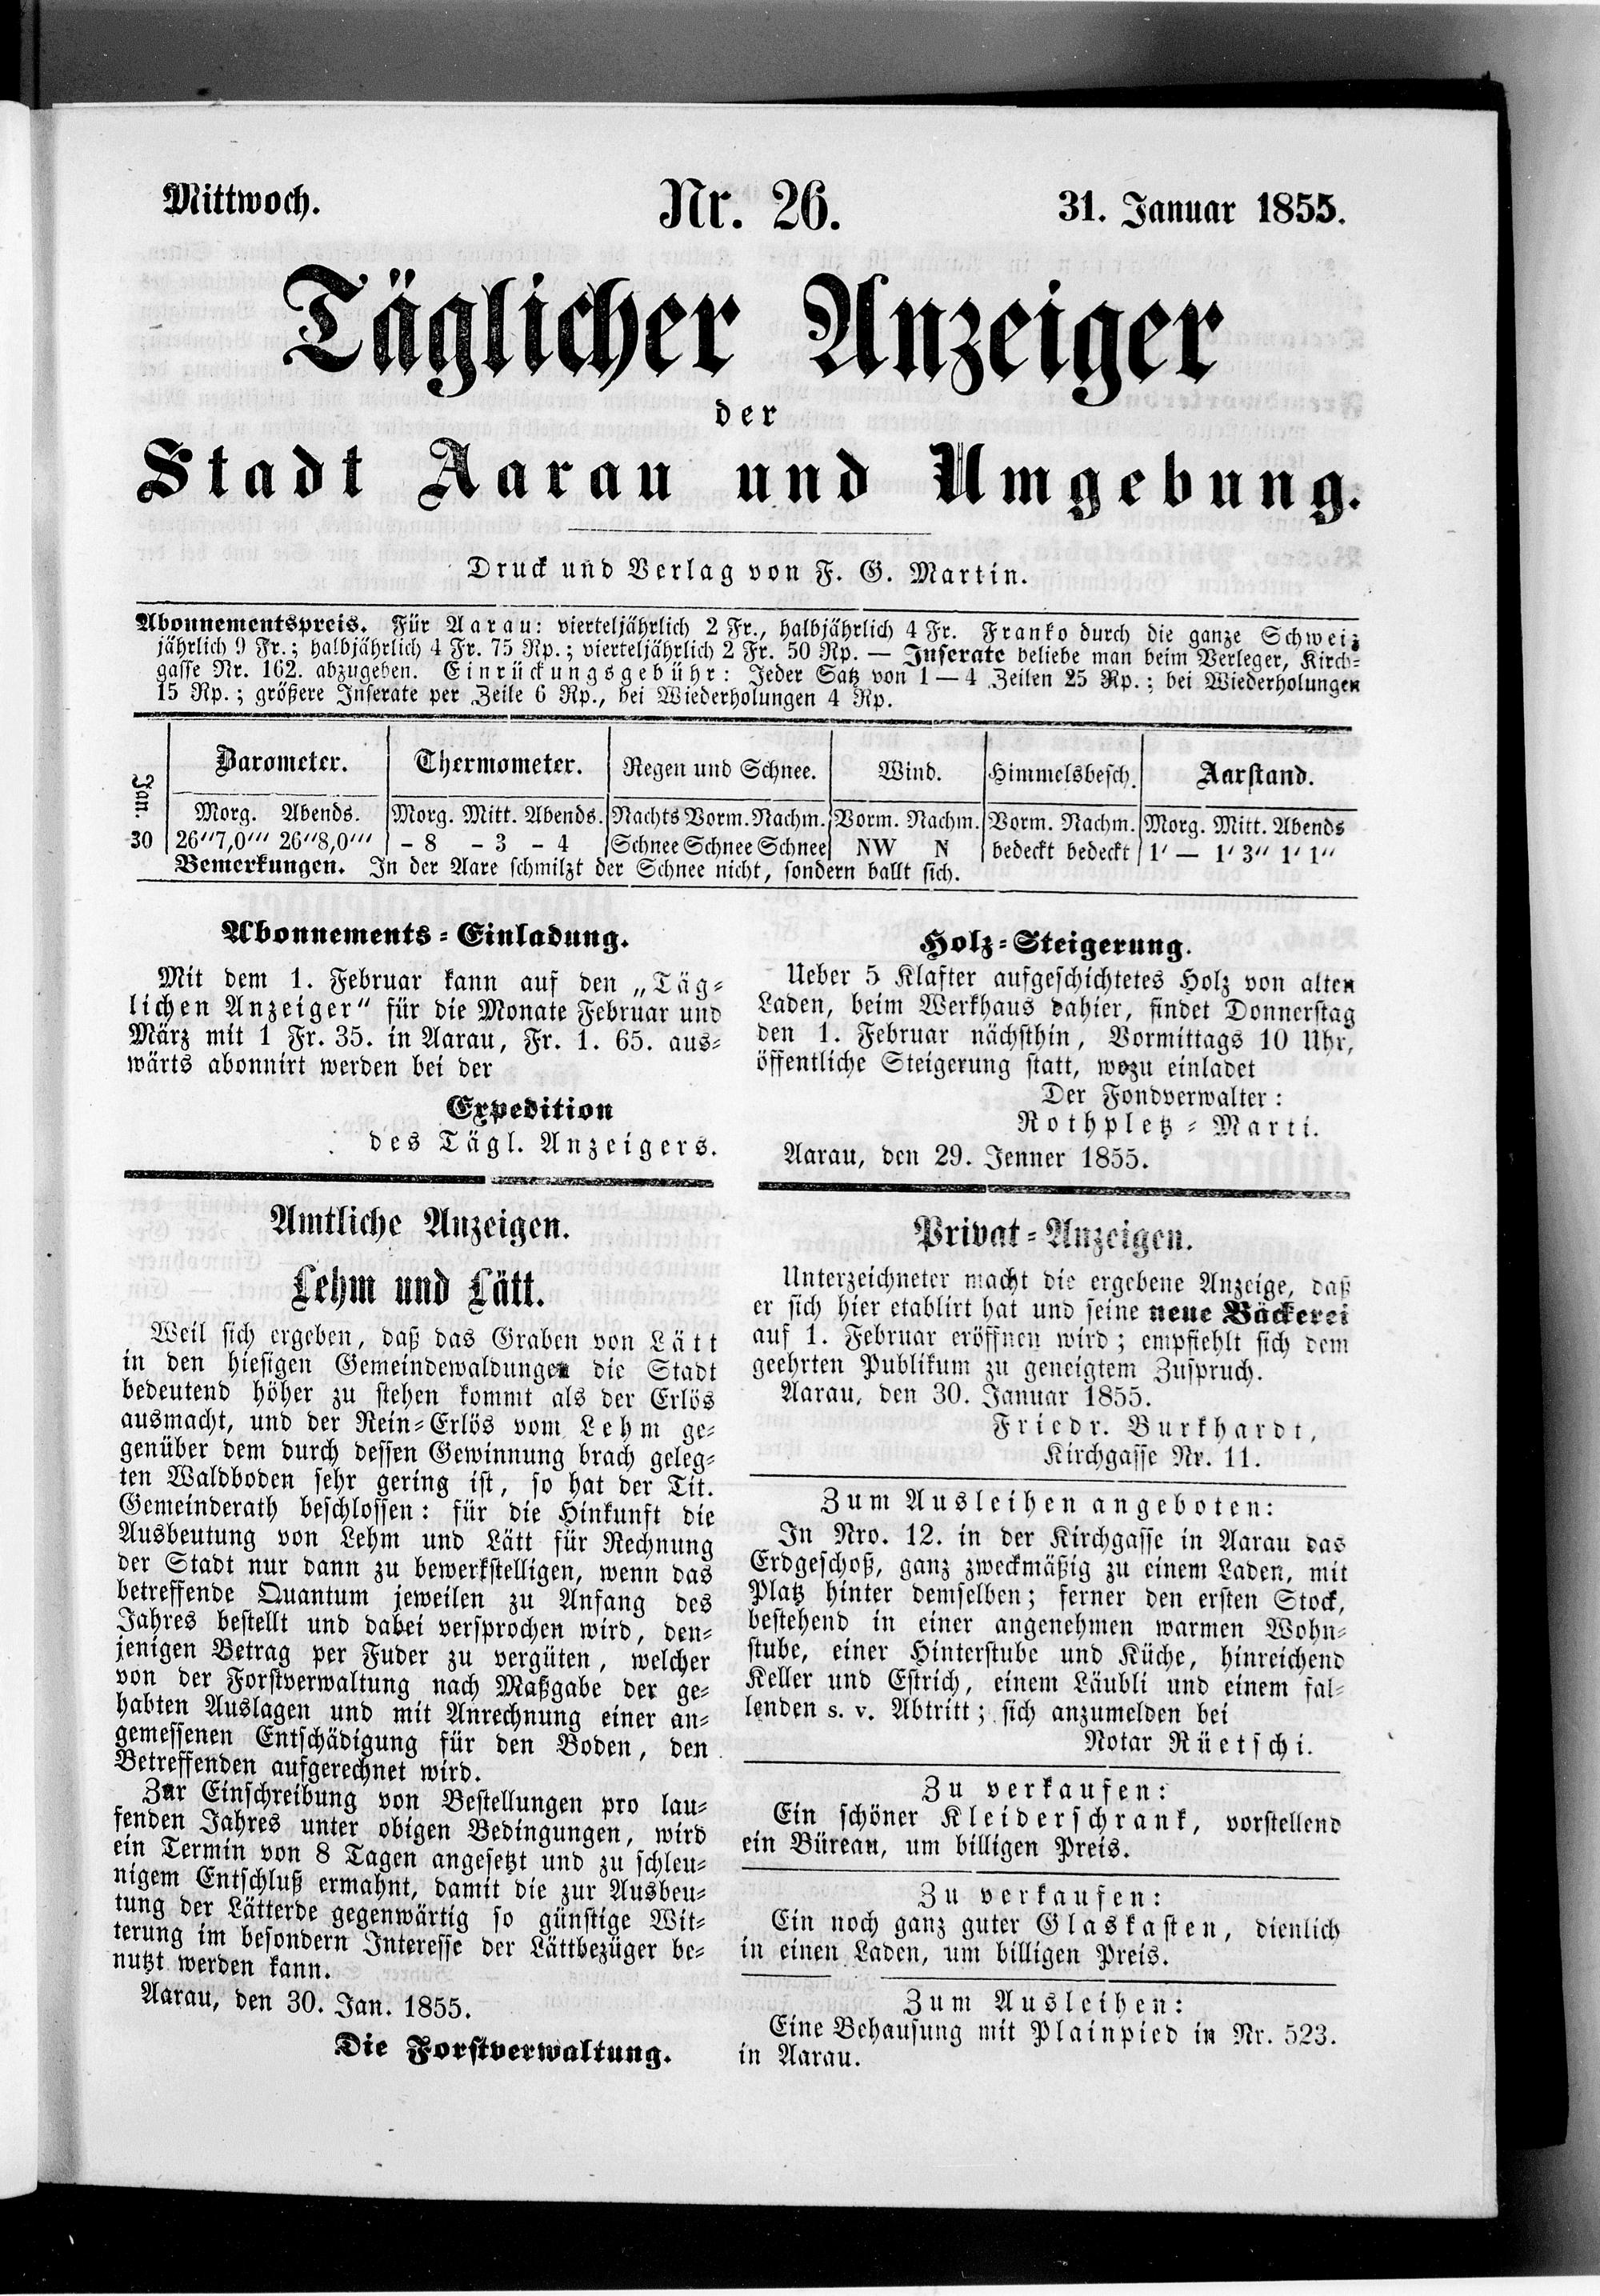 Mittwoch.
Nr. 26.
31. Januar 1855.
Täglicher Anzeiger
der
Stadt Aarau und Umgebung.
Druck und Verlag von F. G. Martin.
Abonnementspreis. Für Aarau: vierteljährlich 2 Fr., halbjährlich 4 Fr. Franko durch die ganze Schweiz
jährlich 9 Fr.; halbjährlich 4 Fr. 75 Rp.; vierteljährlich 2 Fr. 50 Rp. — Inserate beliebe man beim Verleger, Kirch=
gasse Nr. 162. abzugeben. Einrückungsgebühr: Jeder Satz von 1—4 Zeilen 25 Rp.; bei Wiederholungen
15 Rp.; größere Inserate per Zeile 6 Rp., bei Wiederholungen 4 Rp.
Jan. Barometer. Thermometer. Regen und Schnee. Wind. Himmelsbesch. Aarstand.
Morg. Abends. Morg. Mitt. Abends. Nachts Vorm. Nachm. Vorm. Nachm. Vorm. Nachm. Morg. Mitt. Abends
30 26''7,0''' 26''8,0''' – 8 – 3 – 4 Schnee Schnee Schnee NW N bedeckt bedeckt 1' — 1' 3'' 1' 1''
Bemerkungen. In der Aare schmilzt der Schnee nicht, sondern ballt sich.
Abonnements=Einladung.
Mit dem 1. Februar kann auf den „Täg=
lichen Anzeiger“ für die Monate Februar und
März mit 1 Fr. 35. in Aarau, Fr. 1. 65. aus=
wärts abonnirt werden bei der
Expedition
des Tägl. Anzeigers.
Amtliche Anzeigen.
Lehm und Lätt.
Weil sich ergeben, daß das Graben von Lätt
in den hiesigen Gemeindewaldungen die Stadt
bedeutend höher zu stehen kommt als der Erlös
ausmacht, und der Rein=Erlös vom Lehm ge=
genüber dem durch dessen Gewinnung brach geleg=
ten Waldboden sehr gering ist, so hat der Tit.
Gemeinderath beschlossen: für die Hinkunft die
Ausbeutung von Lehm und Lätt für Rechnung
der Stadt nur dann zu bewerkstelligen, wenn das
betreffende Quantum jeweilen zu Anfang des
Jahres bestellt und dabei versprochen wird, den=
jenigen Betrag per Fuder zu vergüten, welcher
von der Forstverwaltung nach Maßgabe der ge=
habten Auslagen und mit Anrechnung einer an=
gemessenen Entschädigung für den Boden, den
Betreffenden aufgerechnet wird.
Zur Einschreibung von Bestellungen pro lau=
fenden Jahres unter obigen Bedingungen, wird
ein Termin von 8 Tagen angesetzt und zu schleu=
nigem Entschluß ermahnt, damit die zur Ausbeu=
tung der Lätterde gegenwärtig so günstige Wit=
terung im besondern Interesse der Lättbezüger be=
nutzt werden kann.
Aarau, den 30. Jan. 1855.
Die Forstverwaltung.
Holz=Steigerung.
Ueber 5 Klafter aufgeschichtetes Holz von alten
Laden, beim Werkhaus dahier, findet Donnerstag
den 1. Februar nächsthin, Vormittags 10 Uhr,
öffentliche Steigerung statt, wozu einladet
Der Fondverwalter:
Rothpletz=Marti.
Aarau, den 29. Jenner 1855.
Privat=Anzeigen.
Unterzeichneter macht die ergebene Anzeige, daß
er sich hier etablirt hat und seine neue Bäckerei
auf 1. Februar eröffnen wird; empfiehlt sich dem
geehrten Publikum zu geneigtem Zuspruch.
Aarau, den 30. Januar 1855.
Friedr. Burkhardt,
Kirchgasse Nr. 11.
Zum Ausleihen angeboten:
In Nro. 12. in der Kirchgasse in Aarau das
Erdgeschoß, ganz zweckmäßig zu einem Laden, mit
Platz hinter demselben; ferner den ersten Stock,
bestehend in einer angenehmen warmen Wohn=
stube, einer Hinterstube und Küche, hinreichend
Keller und Estrich, einem Läubli und einem fal=
lenden s. v. Abtritt; sich anzumelden bei
Notar Rüetschi.
Zu verkaufen:
Ein schöner Kleiderschrank, vorstellend
ein Büreau, um billigen Preis.
Zu verkaufen:
Ein noch ganz guter Glaskasten, dienlich
in einen Laden, um billigen Preis.
Zum Ausleihen:
Eine Behausung mit Plainpied in Nr. 523.
in Aarau.